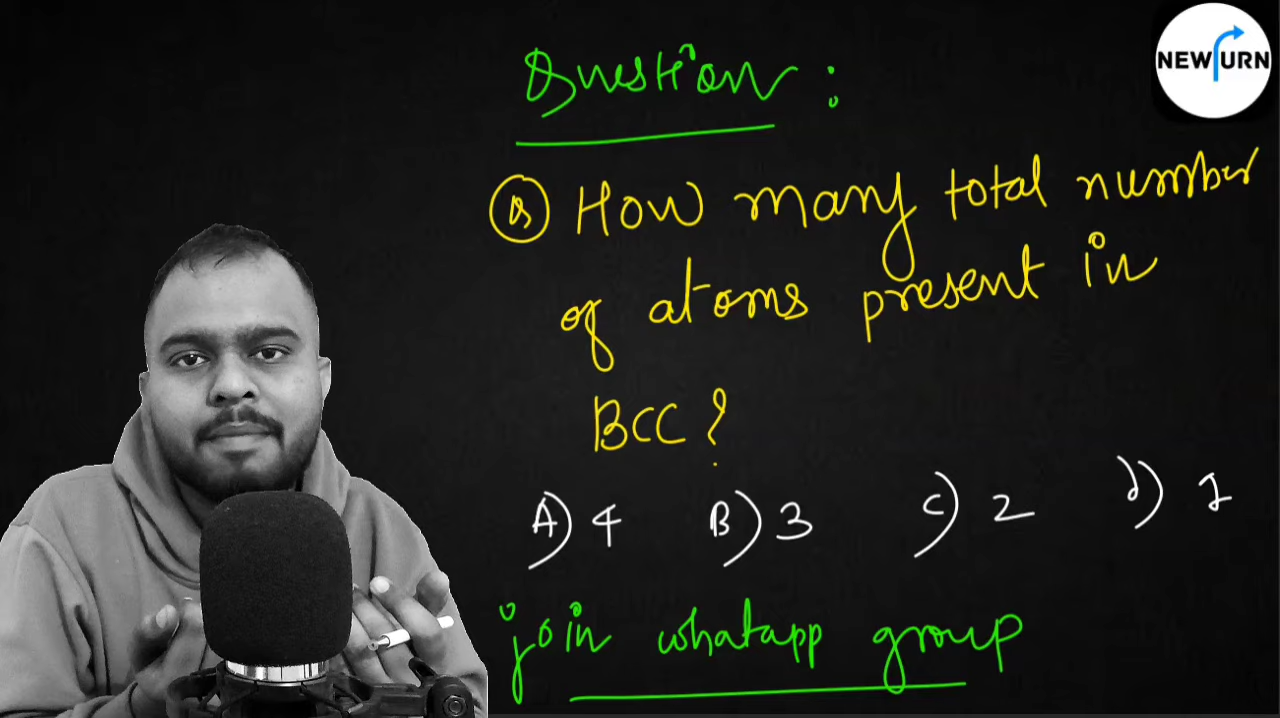 NEWTURN
Question :
Q) How many total number
of atoms present in
BCC?
A) 4 B) 3 C) 2 d) 1
join whatapp group